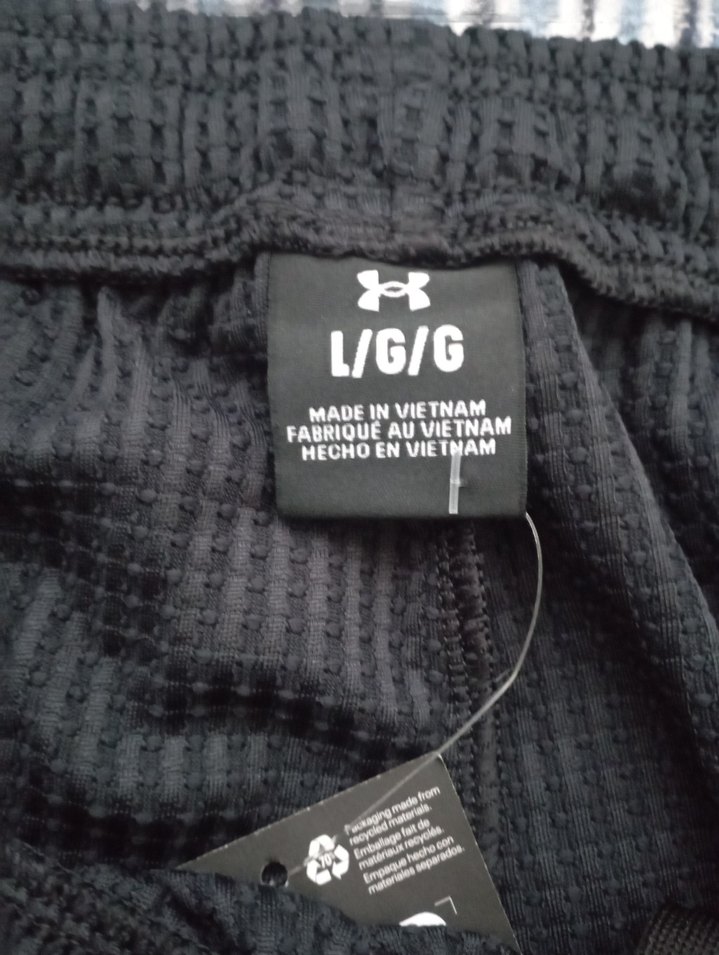 L/G/G
MADE IN VIETNAM
FABRIQUÉ AU VIETNAM
HECHO EN VIETNAM
Packaging made from
recycled materials.
Emballage fait de
matériaux recyclés.
Empaque hecho con
materiales separados.
70